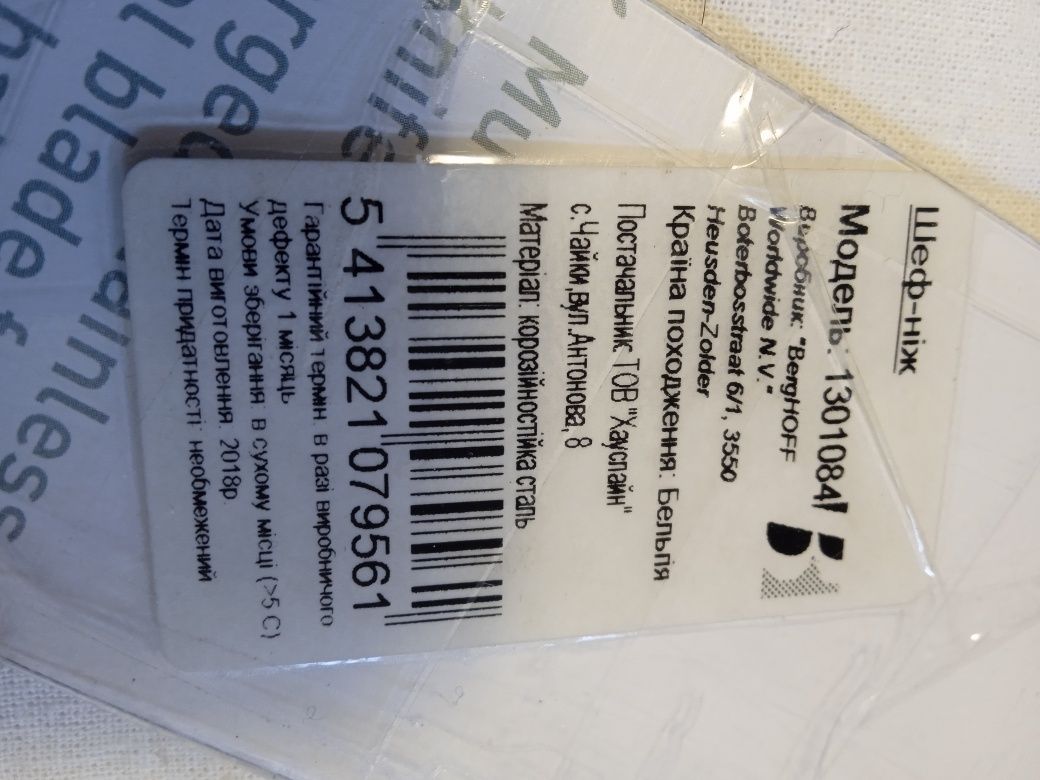 Шеф-ніж
Модель: 1301084
Виробник: "BergHOFF
Worldwide N.V."
Boterbosstraat 6/1, 3550
Heusden-Zolder
Країна походження: Бельгія
Постачальник: ТОВ "Хауслайн"
с.Чайки,вул.Антонова, 8
Матеріал: корозійностійка сталь
5 413821 079561
Гарантійний термін: в разі виробничого
дефекту 1 місяць
Умови зберігання: в сухому місці (>5 С)
Дата виготовлення: 2018р.
Термін придатності: необмежений
blade